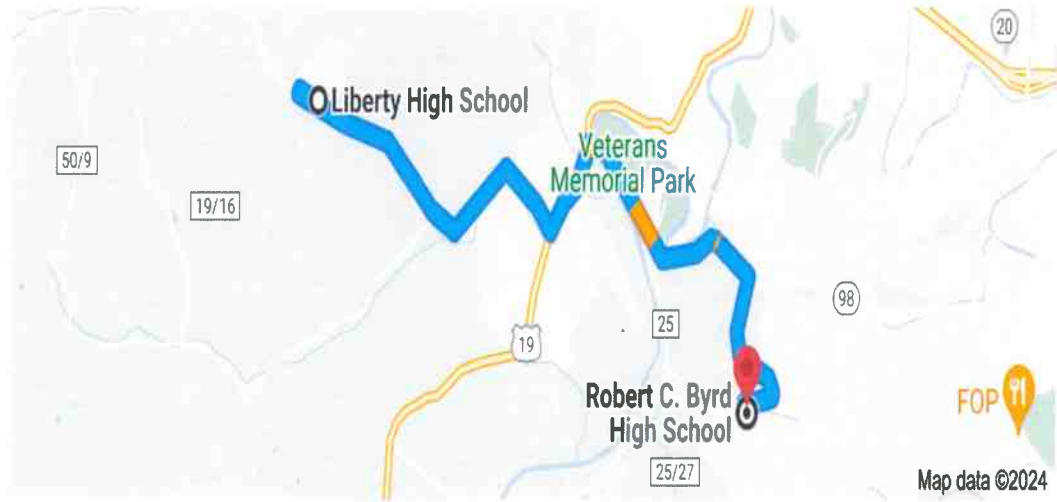 20
Liberty High School
50/9
Veterans
Memorial Park
19/16
98
25
19
Robert C. Byrd
High School
FOP
25/27
Map data ©2024